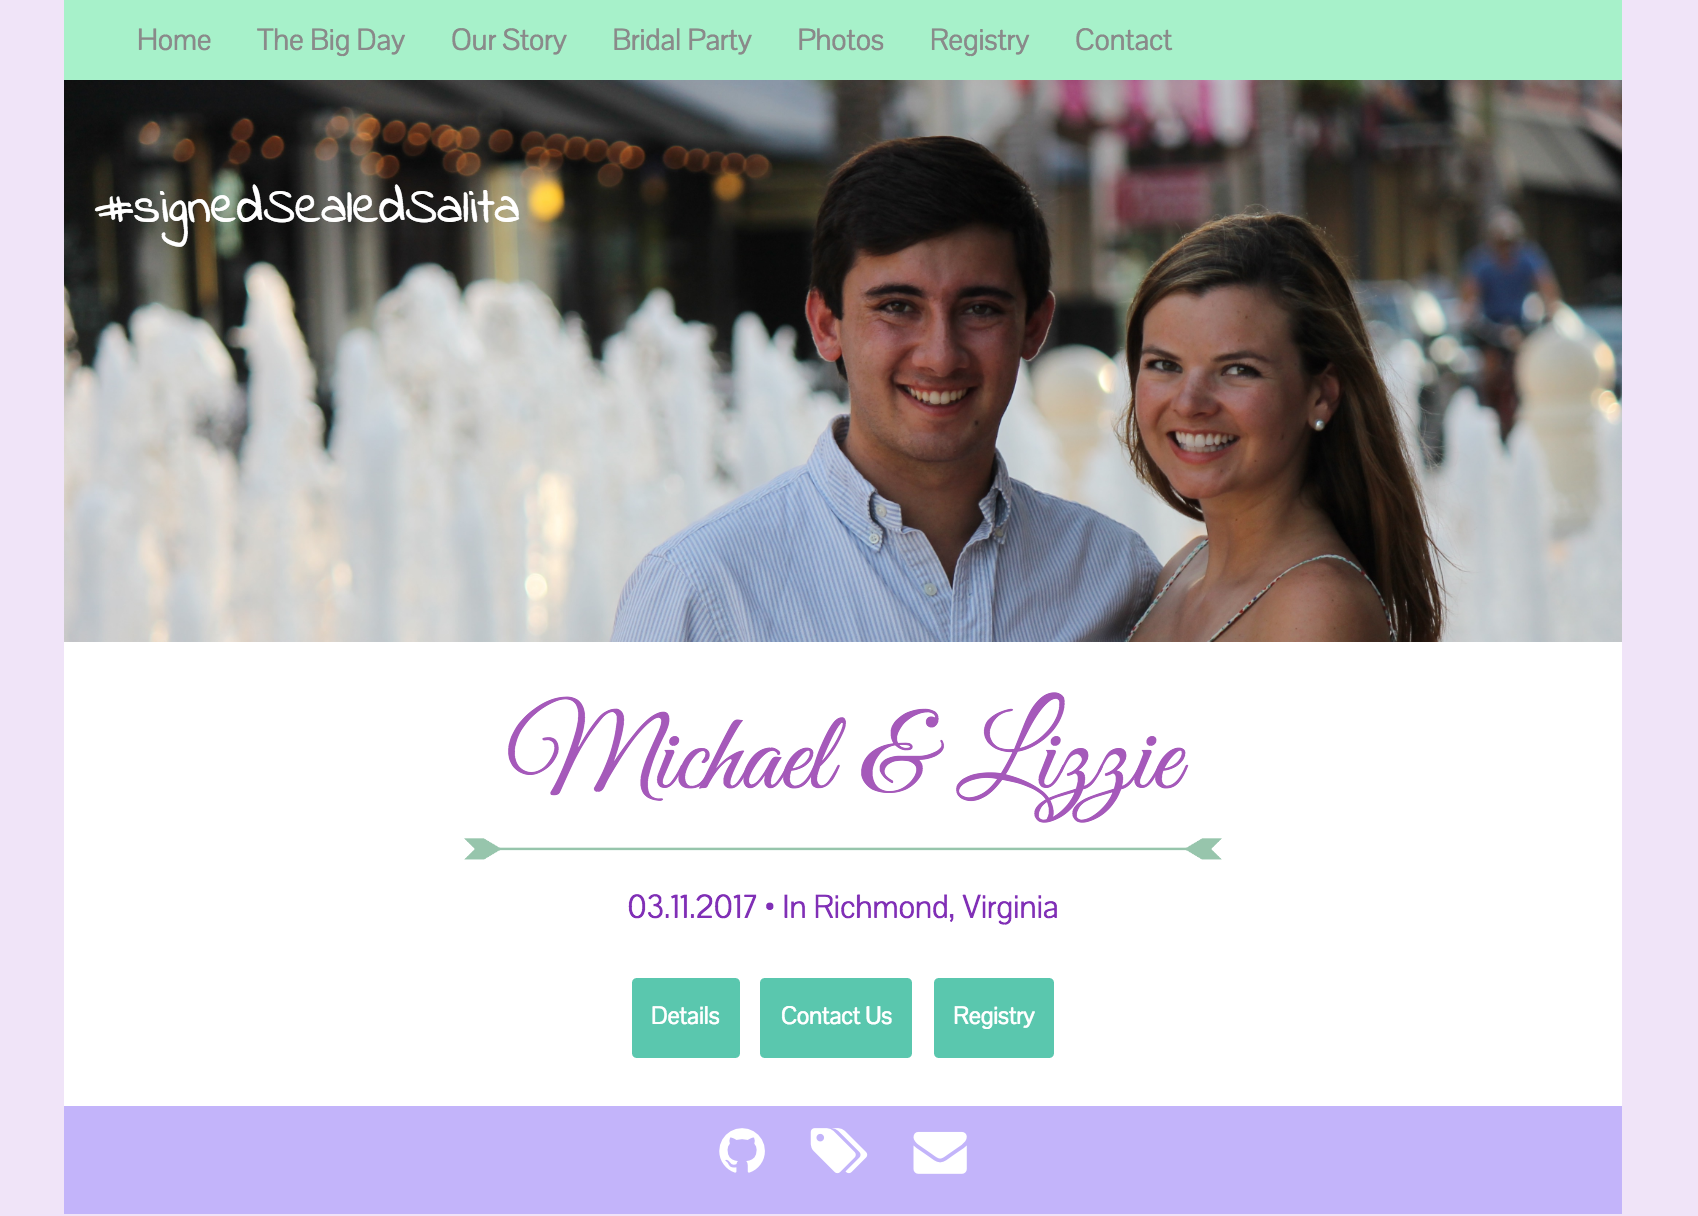 Home The Big Day Our Story Bridal Party Photos Registry Contact
#signedSealedSalita
Michael & Lizzie
03.11.2017 • In Richmond, Virginia
Details Contact Us Registry